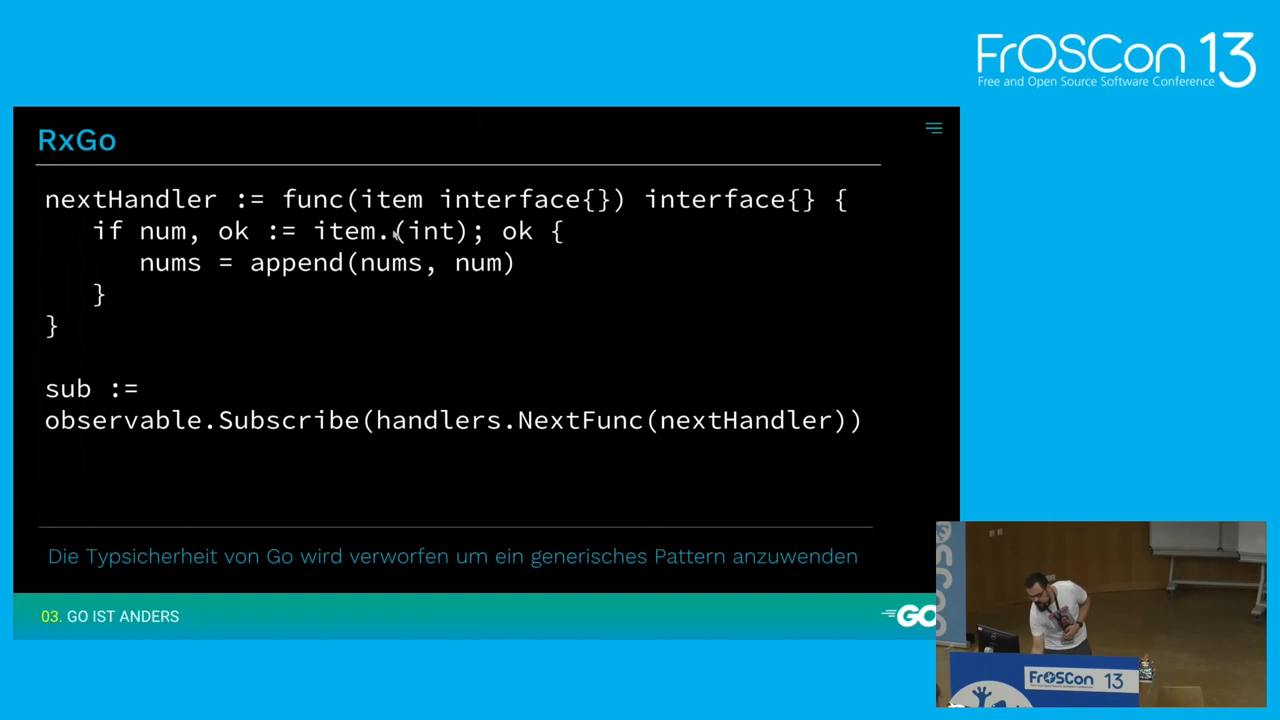 FrOSCon 13
Free and Open Source Software Conference
RxGo
nextHandler := func(item interface{}) interface{} {
if num, ok := item.(int); ok {
nums = append(nums, num)
}
}
sub :=
observable.Subscribe(handlers.NextFunc(nextHandler))
Die Typsicherheit von Go wird verworfen um ein generisches Pattern anzuwenden
03. GO IST ANDERS
GO
FrOSCon 13